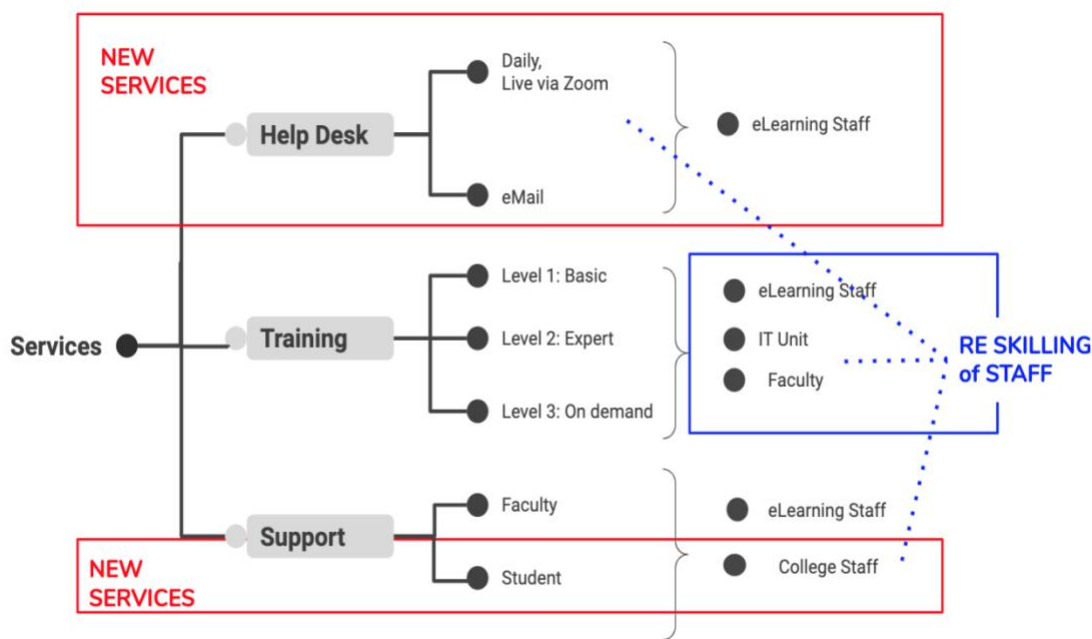 NEW
SERVICES
Daily,
Live via Zoom
Help Desk
eLearning Staff
eMail
Level 1: Basic
eLearning Staff
Services
Training
Level 2: Expert
IT Unit
RE SKILLING
of STAFF
Faculty
Level 3: On demand
Faculty
eLearning Staff
Support
NEW
SERVICES
Student
College Staff